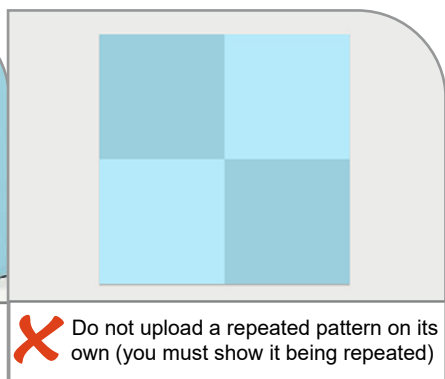 Do not upload a repeated pattern on its
own (you must show it being repeated)